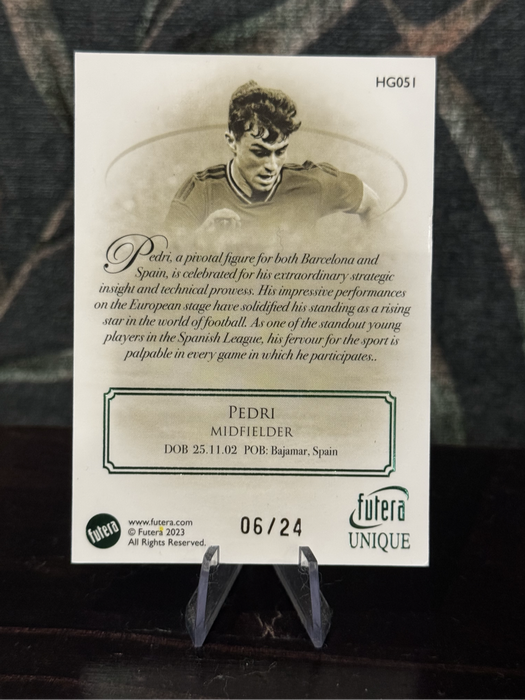 HG051
Pedri, a pivotal figure for both Barcelona and
Spain, is celebrated for his extraordinary strategic
insight and technical prowess. His impressive performances
on the European stage have solidified his standing as a rising
star in the world of football. As one of the standout young
players in the Spanish League, his fervour for the sport is
palpable in every game in which he participates..
PEDRI
MIDFIELDER
DOB 25.11.02 POB: Bajamar, Spain
futera
www.futera.com
© Futera 2023
All Rights Reserved.
06/24
futera
UNIQUE